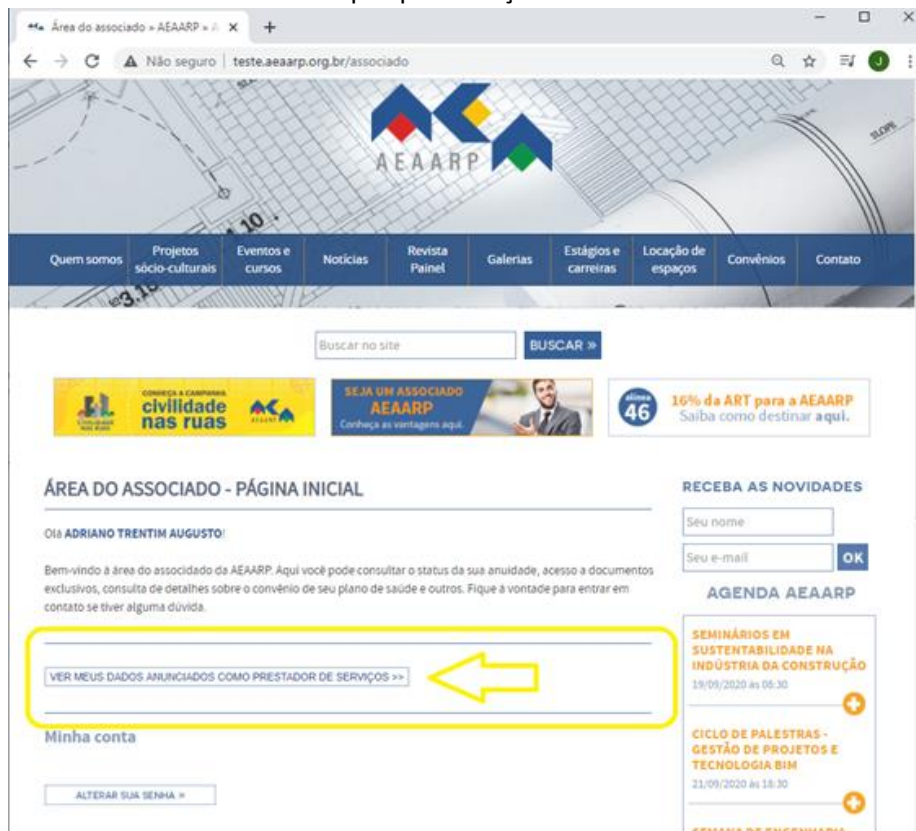 Área do associado » AEAARP » A
Não seguro | teste.aeaarp.org.br/associado
J
AEAARP
SLOPE
10
3.15
Quem somos
Projetos
sócio-culturais
Eventos e
cursos
Notícias
Revista
Painel
Galerias
Estágios e
carreiras
Locação de
espaços
Convênios
Contato
Buscar no site
BUSCAR »
CONHEÇA A CAMPANHA
civilidade
nas ruas
SEJA UM ASSOCIADO
AEAARP
Conheça as vantagens aqui.
alínea
46
16% da ART para a AEAARP
Saiba como destinar aqui.
ÁREA DO ASSOCIADO - PÁGINA INICIAL
Olá ADRIANO TRENTIM AUGUSTO!
Bem-vindo à área do associdado da AEAARP. Aqui você pode consultar o status da sua anuidade, acesso a documentos
exclusivos, consulta de detalhes sobre o convênio de seu plano de saúde e outros. Fique à vontade para entrar em
contato se tiver alguma dúvida.
VER MEUS DADOS ANUNCIADOS COMO PRESTADOR DE SERVIÇOS >>
Minha conta
ALTERAR SUA SENHA »
RECEBA AS NOVIDADES
Seu nome
Seu e-mail
OK
AGENDA AEAARP
SEMINÁRIOS EM
SUSTENTABILIDADE NA
INDÚSTRIA DA CONSTRUÇÃO
19/09/2020 às 08:30
CICLO DE PALESTRAS -
GESTÃO DE PROJETOS E
TECNOLOGIA BIM
21/09/2020 às 18:30